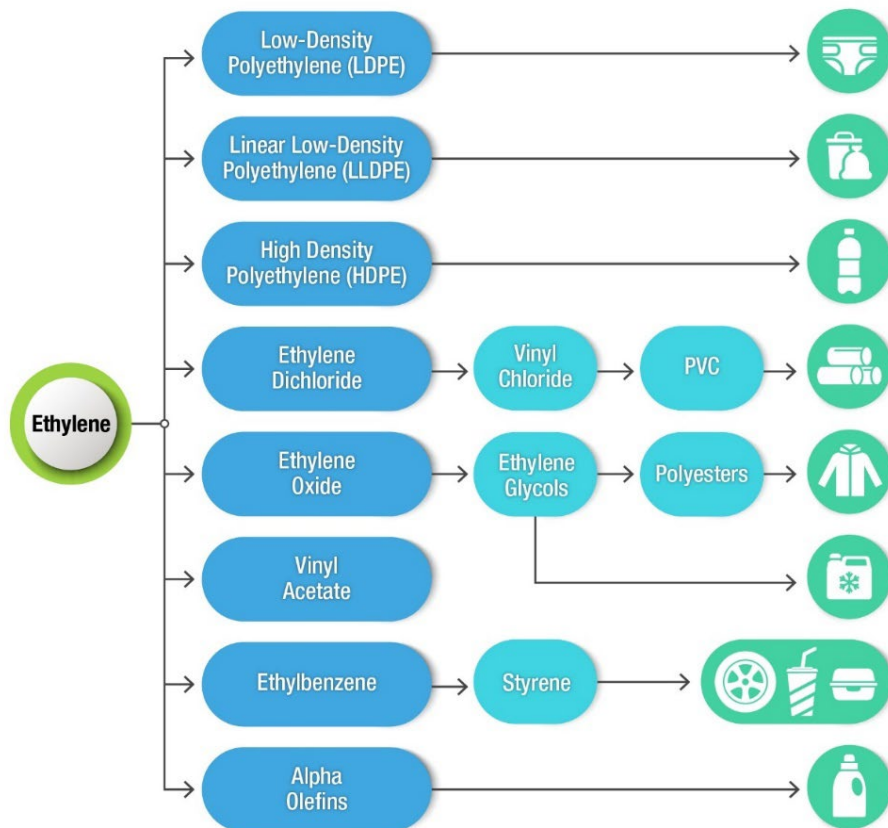 Low-Density
Polyethylene (LDPE)
Linear Low-Density
Polyethylene (LLDPE)
High Density
Polyethylene (HDPE)
Ethylene
Dichloride
Vinyl
Chloride
PVC
Ethylene
Ethylene
Oxide
Ethylene
Glycols
Polyesters
Vinyl
Acetate
Ethylbenzene
Styrene
Alpha
Olefins